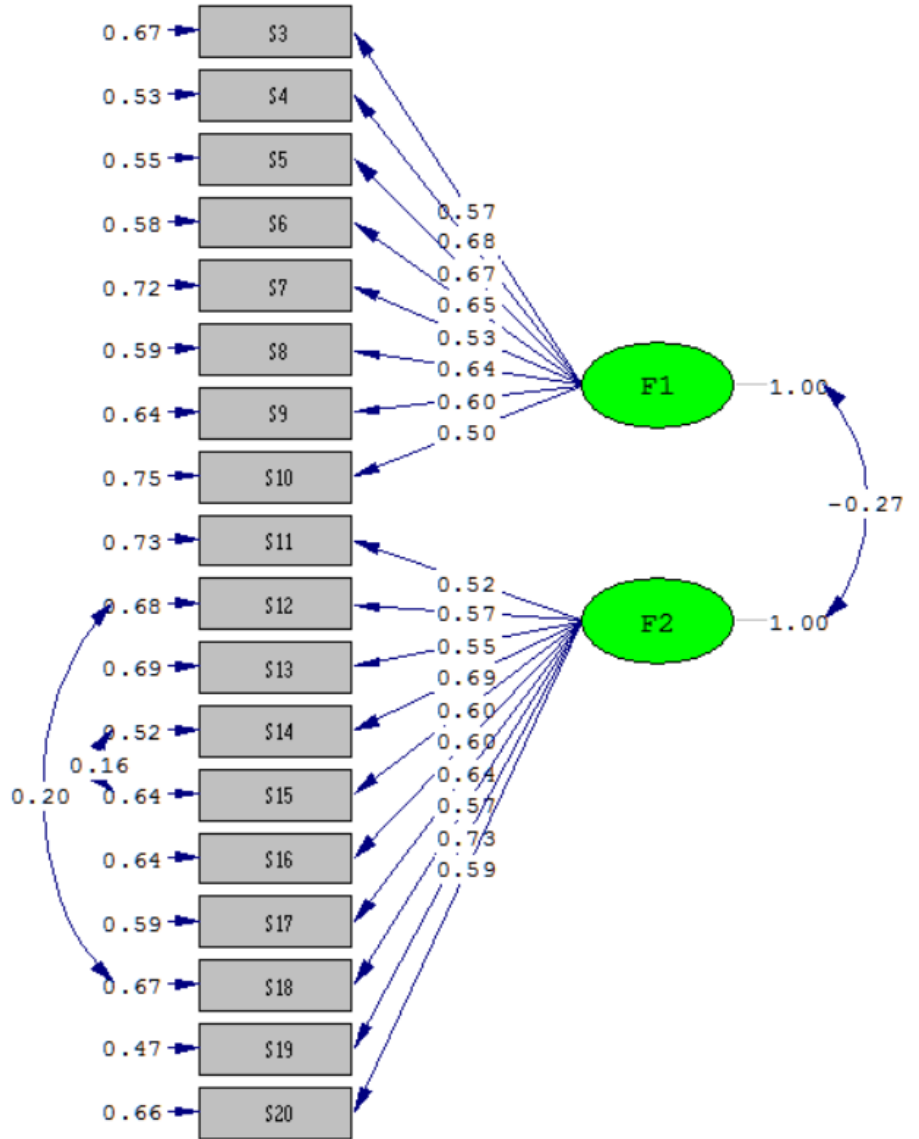 0.67 S3
0.53 S4
0.55 S5
0.57
0.58 S6
0.68
0.67
0.72 S7
0.65
0.53
0.59 S8
0.64
F1 1.00
0.64 S9
0.60
0.50
0.75 S10
-0.27
0.73 S11
0.52
0.68 S12
0.57
F2 1.00
0.55
0.69 S13
0.69
0.60
0.52 S14
0.60
0.16
0.64
0.20 0.64 S15
0.57
0.73
0.64 S16
0.59
0.59 S17
0.67 S18
0.47 S19
0.66 S20